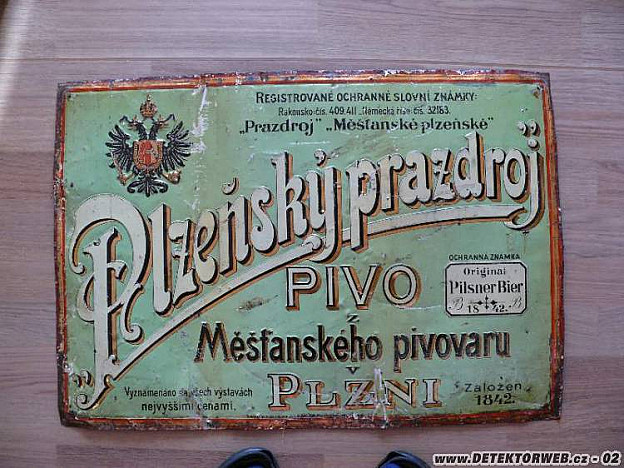 REGISTROVANÉ OCHRANNÉ SLOVNÍ ZNÁMKY:
Rakousko-čís. 409.411 „Německá říše čís. 32163.
„Prazdroj" „Měšťanské plzeňské"
„Plzeňský prazdroj"
PIVO
z
Měšťanského pivovaru
v
PLZNI
OCHRANNÁ ZNÁMKA
Original
Pilsner Bier
B 18 42. B
Vyznamenáno na všech výstavách
nejvyššími cenami.
Založen
1842.
www.DETEKTORWEB.cz - 02